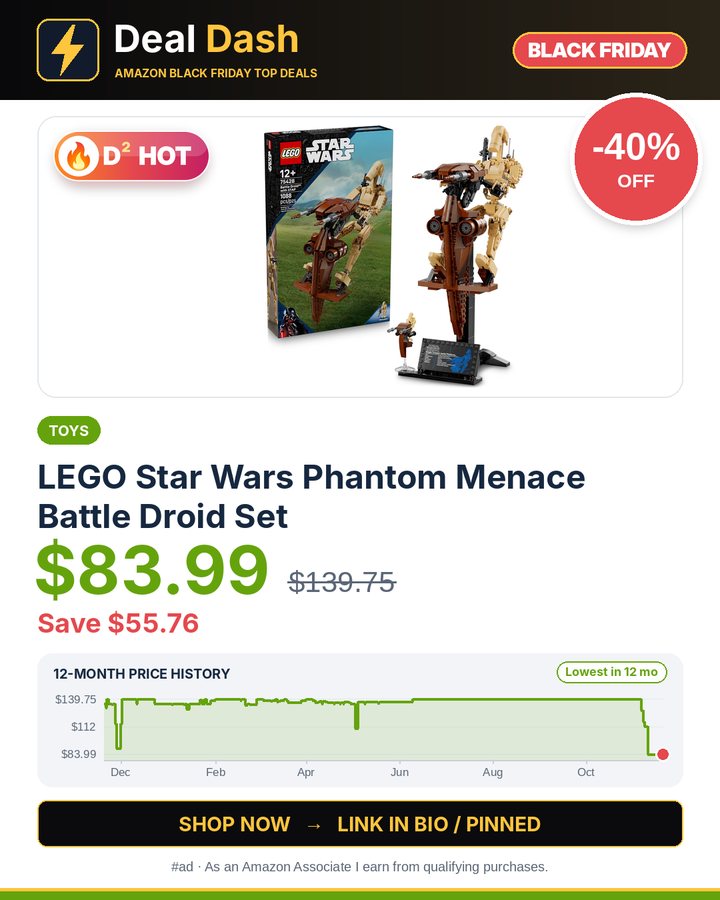 Deal Dash
AMAZON BLACK FRIDAY TOP DEALS
BLACK FRIDAY
D² HOT
-40%
OFF
LEGO
STAR WARS
12+
75428
1088
TOYS
LEGO Star Wars Phantom Menace
Battle Droid Set
$83.99 $139.75
Save $55.76
12-MONTH PRICE HISTORY
Lowest in 12 mo
$139.75
$112
$83.99
Dec Feb Apr Jun Aug Oct
SHOP NOW → LINK IN BIO / PINNED
#ad · As an Amazon Associate I earn from qualifying purchases.